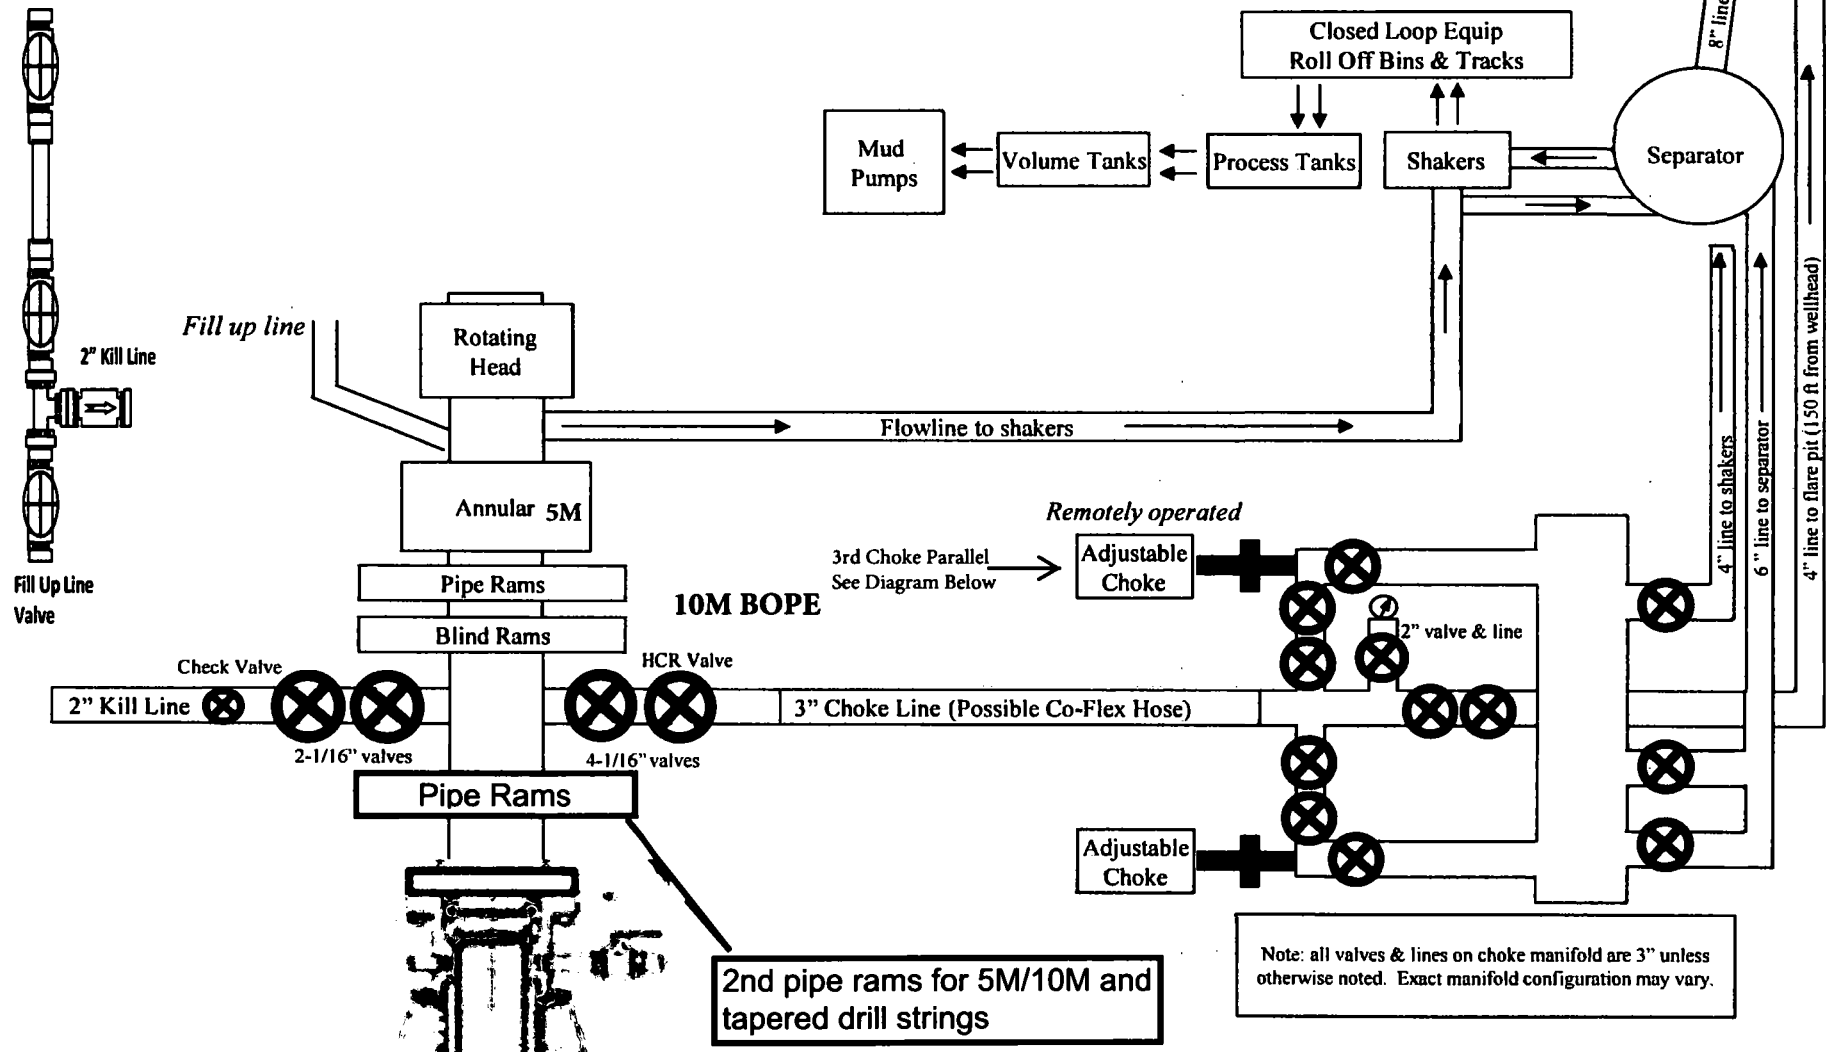 Closed Loop Equip
Roll Off Bins & Tracks
8" line
Mud
Pumps
Volume Tanks
Process Tanks
Shakers
Separator
Fill up line
Rotating
Head
2" Kill Line
Flowline to shakers
Annular 5M
Remotely operated
3rd Choke Parallel
See Diagram Below
Adjustable
Choke
4" line to shakers
6" line to separator
4" line to flare pit (150 ft from wellhead)
Fill Up Line
Valve
Pipe Rams
10M BOPE
Blind Rams
2" valve & line
Check Valve
HCR Valve
2" Kill Line
3" Choke Line (Possible Co-Flex Hose)
2-1/16" valves
4-1/16" valves
Pipe Rams
Adjustable
Choke
2nd pipe rams for 5M/10M and
tapered drill strings
Note: all valves & lines on choke manifold are 3" unless
otherwise noted. Exact manifold configuration may vary.